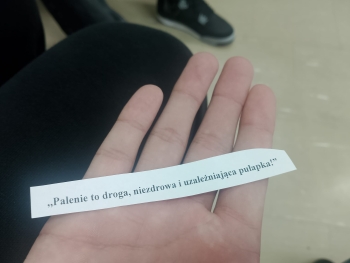 „Palenie to droga, niezdrowa i uzależniająca pułapka!”